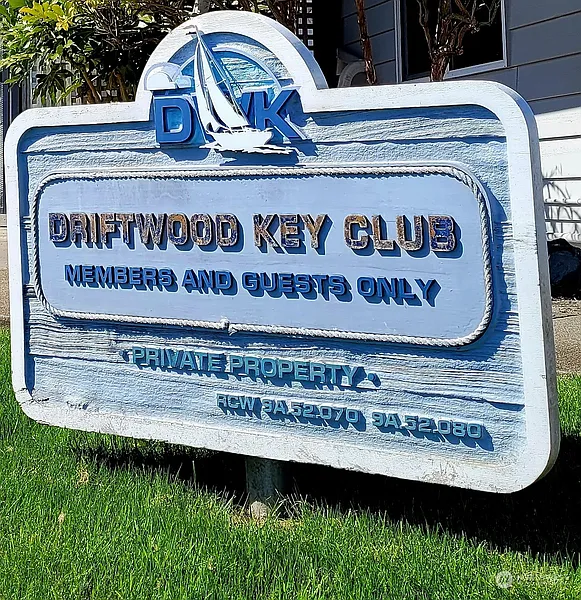 DWK
DRIFTWOOD KEY CLUB
MEMBERS AND GUESTS ONLY
• PRIVATE PROPERTY •
RCW 9A.52.070 9A.52.080